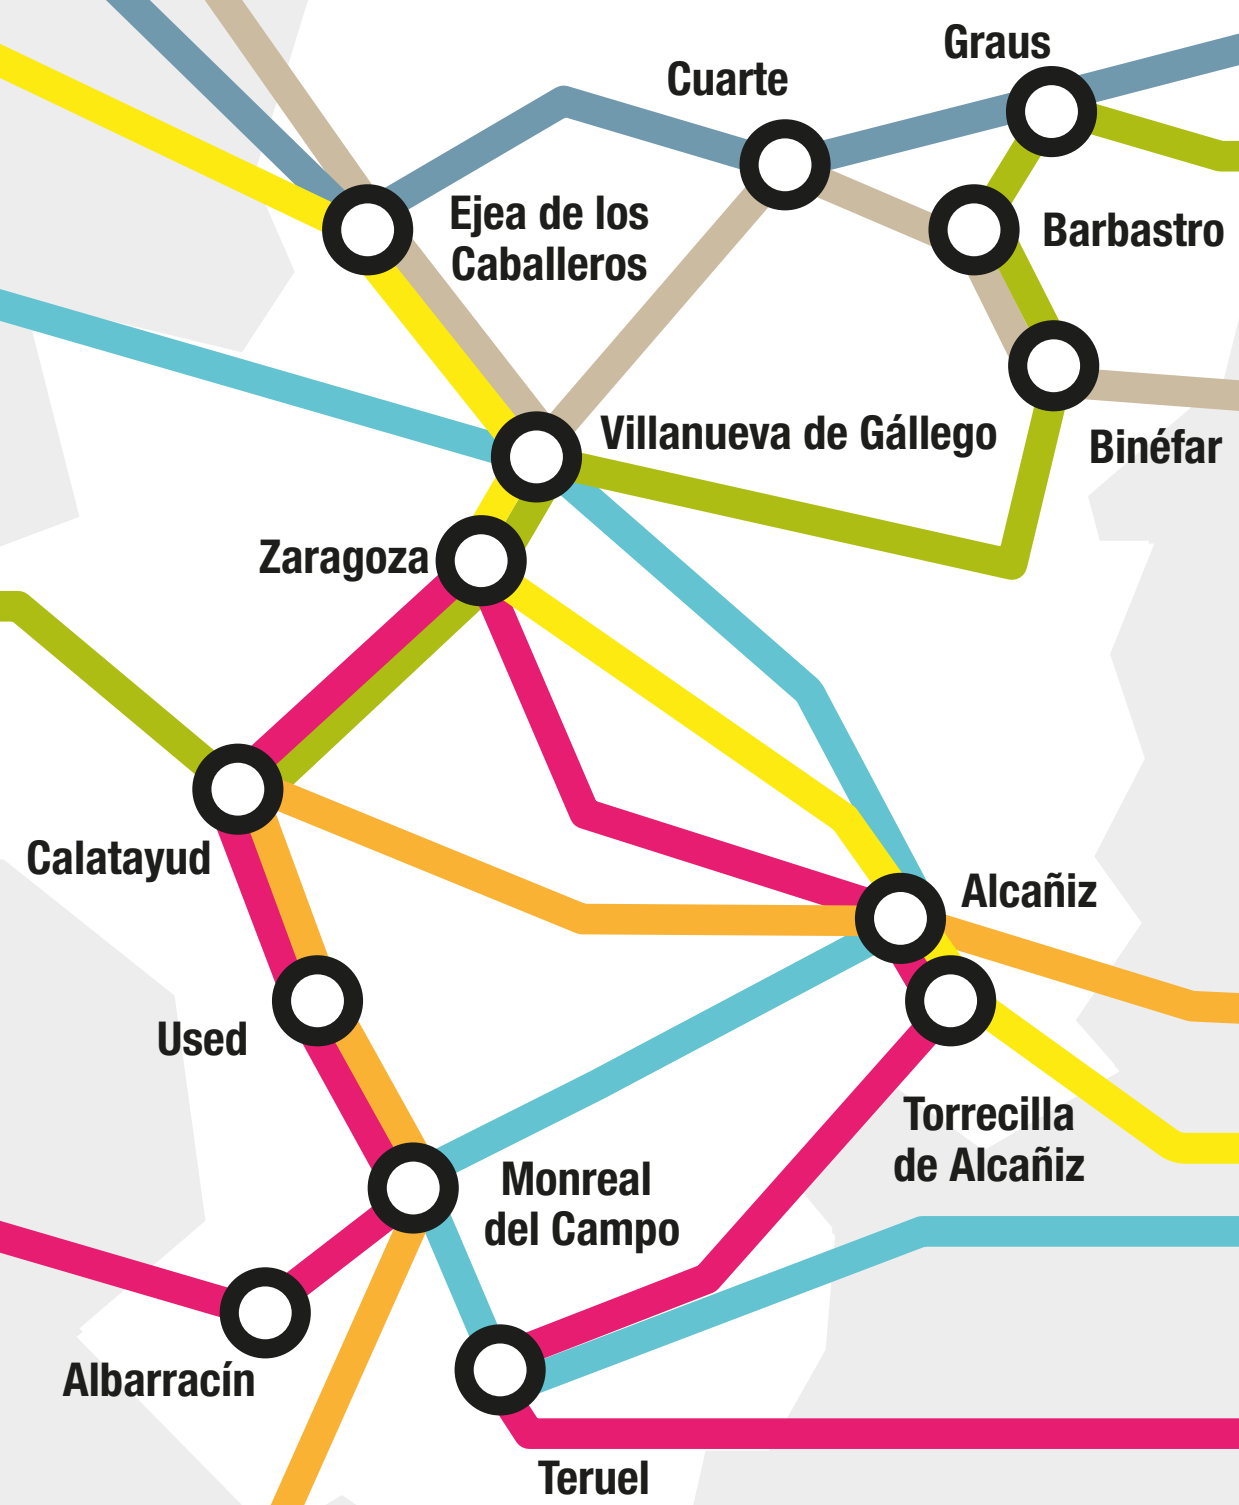 Graus
Cuarte
Ejea de los
Caballeros
Barbastro
Villanueva de Gállego
Binéfar
Zaragoza
Calatayud
Alcañiz
Used
Torrecilla
de Alcañiz
Monreal
del Campo
Albarracín
Teruel